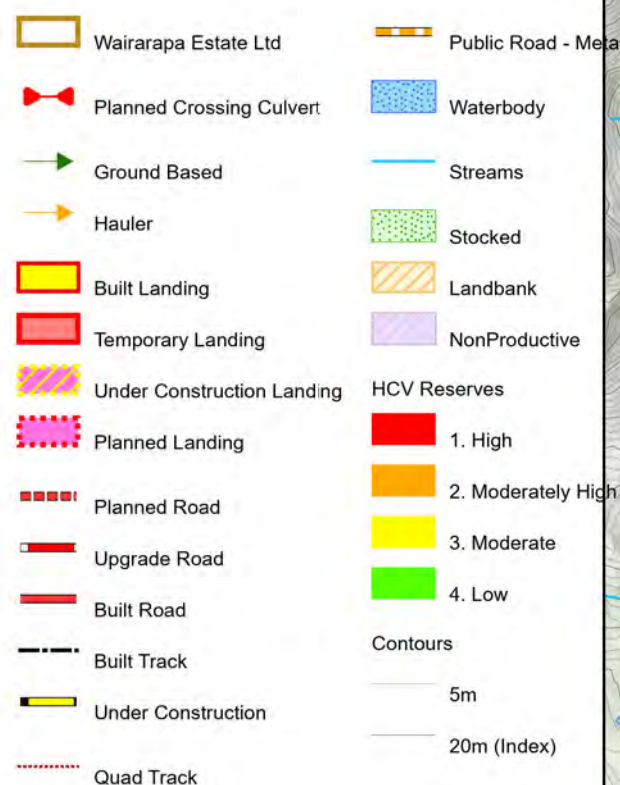 Wairarapa Estate Ltd
Planned Crossing Culvert
Ground Based
Hauler
Built Landing
Temporary Landing
Under Construction Landing
Planned Landing
Planned Road
Upgrade Road
Built Road
Built Track
Under Construction
Quad Track
Public Road - Meta
Waterbody
Streams
Stocked
Landbank
NonProductive
HCV Reserves
1. High
2. Moderately High
3. Moderate
4. Low
Contours
5m
20m (Index)